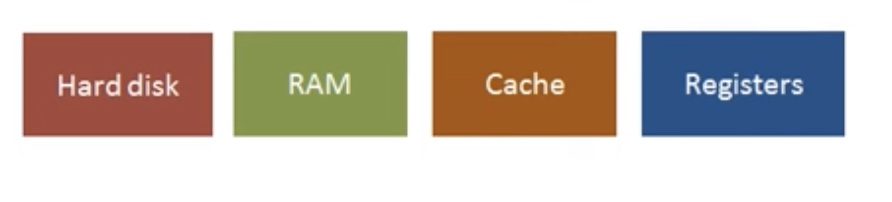 Hard disk RAM Cache Registers